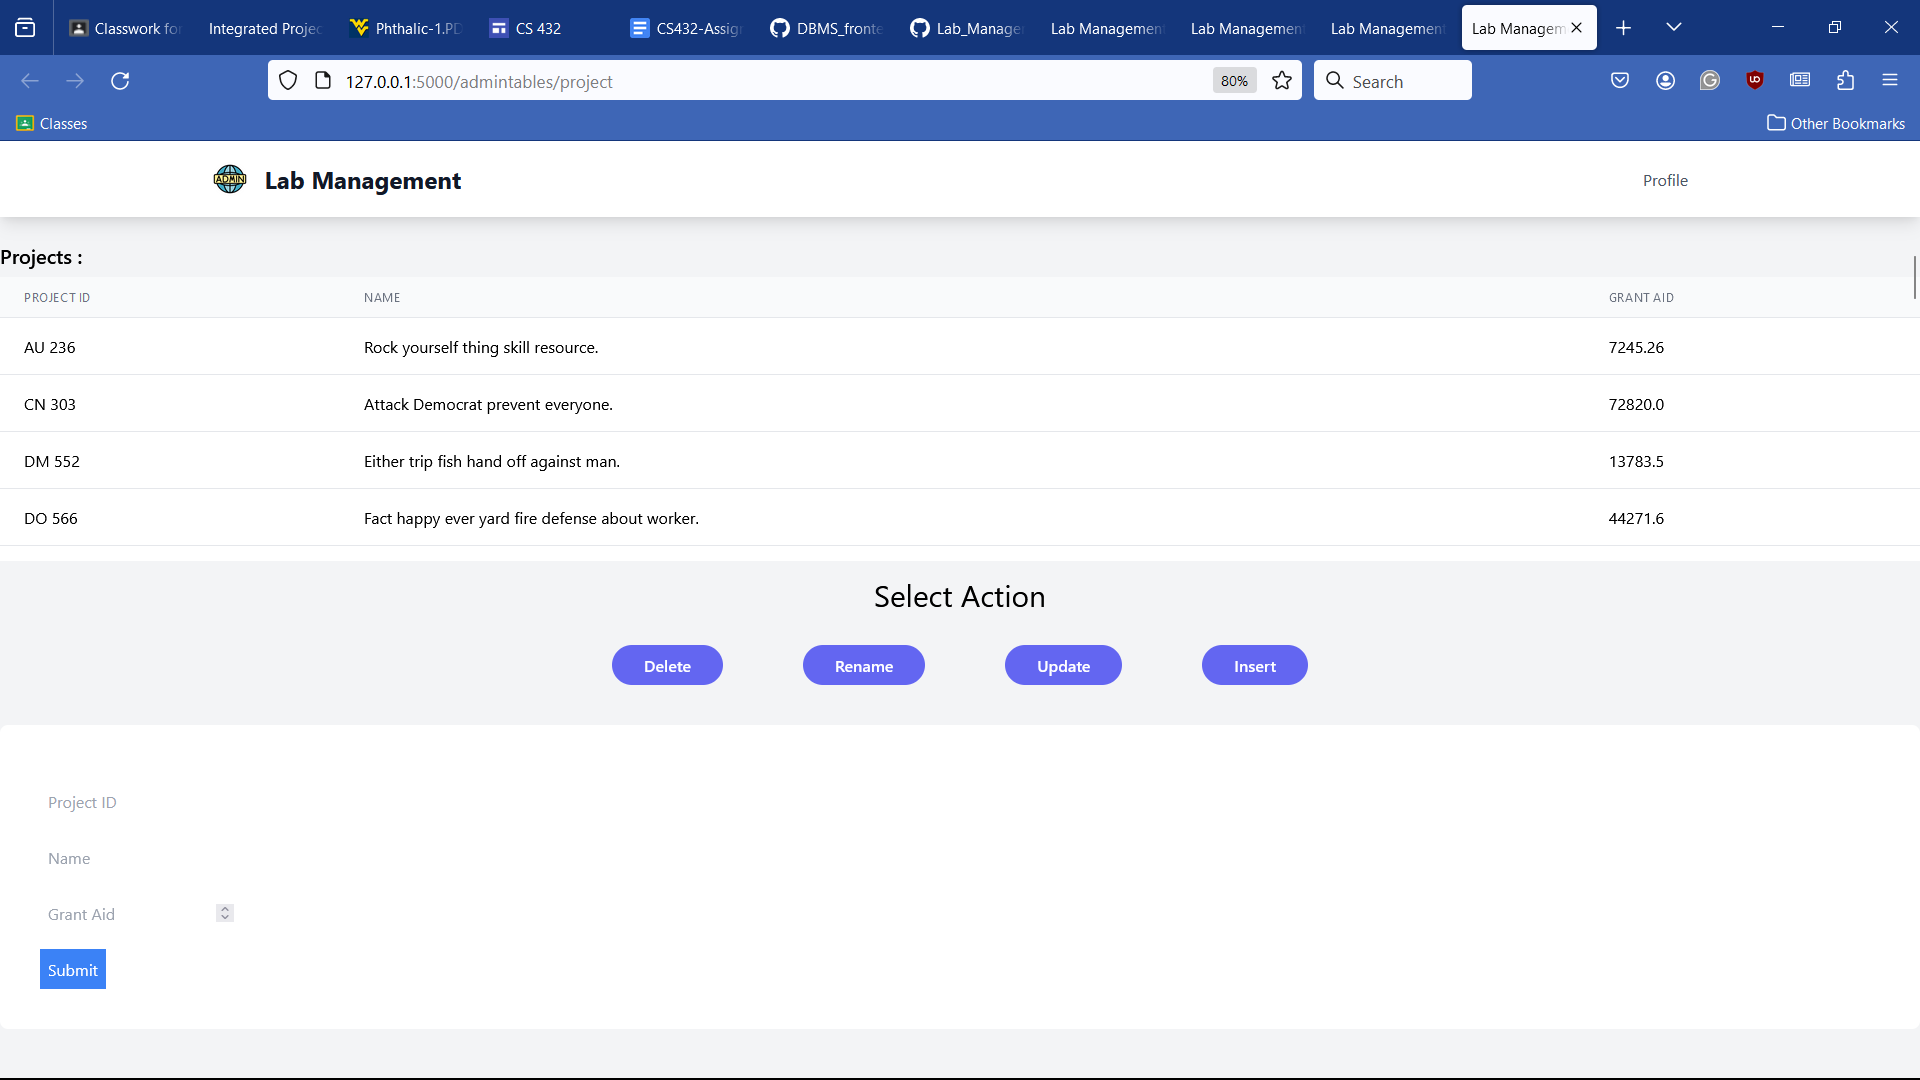 Classwork for Integrated Projec Phthalic-1.PD CS 432 CS432-Assig DBMS_fronte Lab_Manage Lab Management Lab Management Lab Management Lab Managem
127.0.0.1:5000/admintables/project 80% Search
Classes Other Bookmarks
ADMIN Lab Management Profile
Projects :
PROJECT ID NAME GRANT AID
AU 236 Rock yourself thing skill resource. 7245.26
CN 303 Attack Democrat prevent everyone. 72820.0
DM 552 Either trip fish hand off against man. 13783.5
DO 566 Fact happy ever yard fire defense about worker. 44271.6
Select Action
Delete Rename Update Insert
Project ID
Name
Grant Aid
Submit